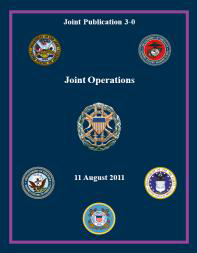 Joint Publication 3-0
Joint Operations
11 August 2011